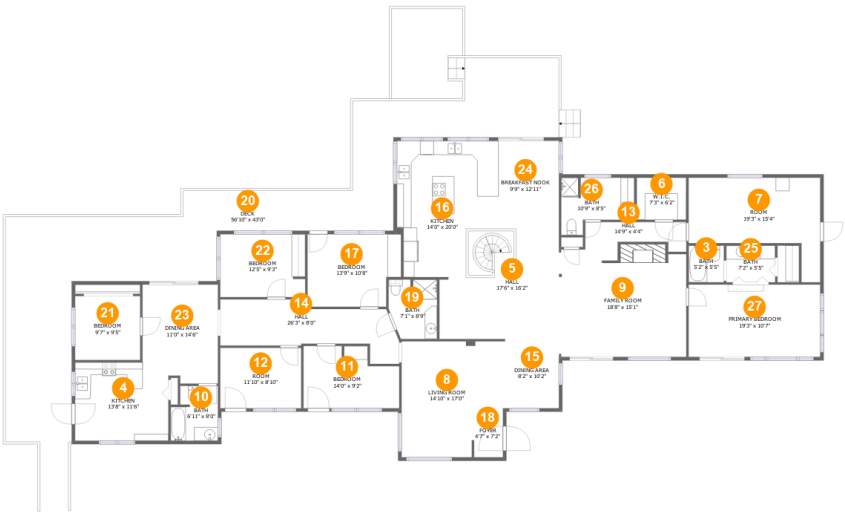 24
BREAKFAST NOOK
9'9" x 12'11"
26
BATH
10'9" x 8'5"
6
W.I.C.
7'3" x 6'2"
7
ROOM
19'3" x 15'4"
20
DECK
56'10" x 43'0"
16
KITCHEN
14'0" x 20'0"
13
HALL
14'9" x 4'4"
22
BEDROOM
12'5" x 9'3"
17
BEDROOM
13'9" x 10'8"
5
HALL
17'6" x 16'2"
3
BATH
5'2" x 5'5"
25
BATH
7'2" x 5'5"
9
FAMILY ROOM
18'8" x 15'1"
27
PRIMARY BEDROOM
19'3" x 10'7"
19
BATH
7'1" x 8'9"
14
HALL
26'3" x 8'0"
21
BEDROOM
9'7" x 9'5"
23
DINING AREA
11'0" x 14'6"
12
ROOM
11'10" x 8'10"
11
BEDROOM
14'0" x 9'2"
15
DINING AREA
8'2" x 10'2"
8
LIVING ROOM
14'10" x 17'0"
4
KITCHEN
13'8" x 11'6"
10
BATH
6'11" x 8'0"
18
FOYER
4'7" x 7'2"